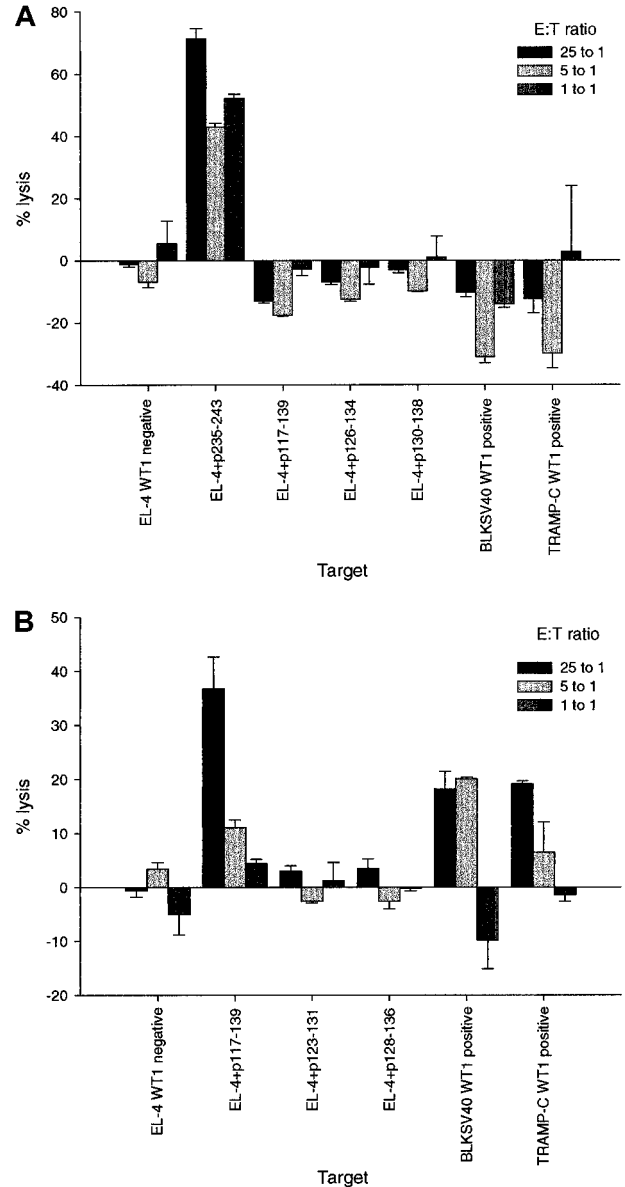 A
80
60
40
20
0
-20
-40
% lysis
E:T ratio
25 to 1
5 to 1
1 to 1
EL-4 WT1 negative
EL-4+p235-243
EL-4+p117-139
EL-4+p126-134
EL-4+p130-138
BLKSV40 WT1 positive
TRAMP-C WT1 positive
Target
B
50
40
30
20
10
0
-10
-20
% lysis
E:T ratio
25 to 1
5 to 1
1 to 1
EL-4 WT1 negative
EL-4+p117-139
EL-4+p123-131
EL-4+p128-136
BLKSV40 WT1 positive
TRAMP-C WT1 positive
Target